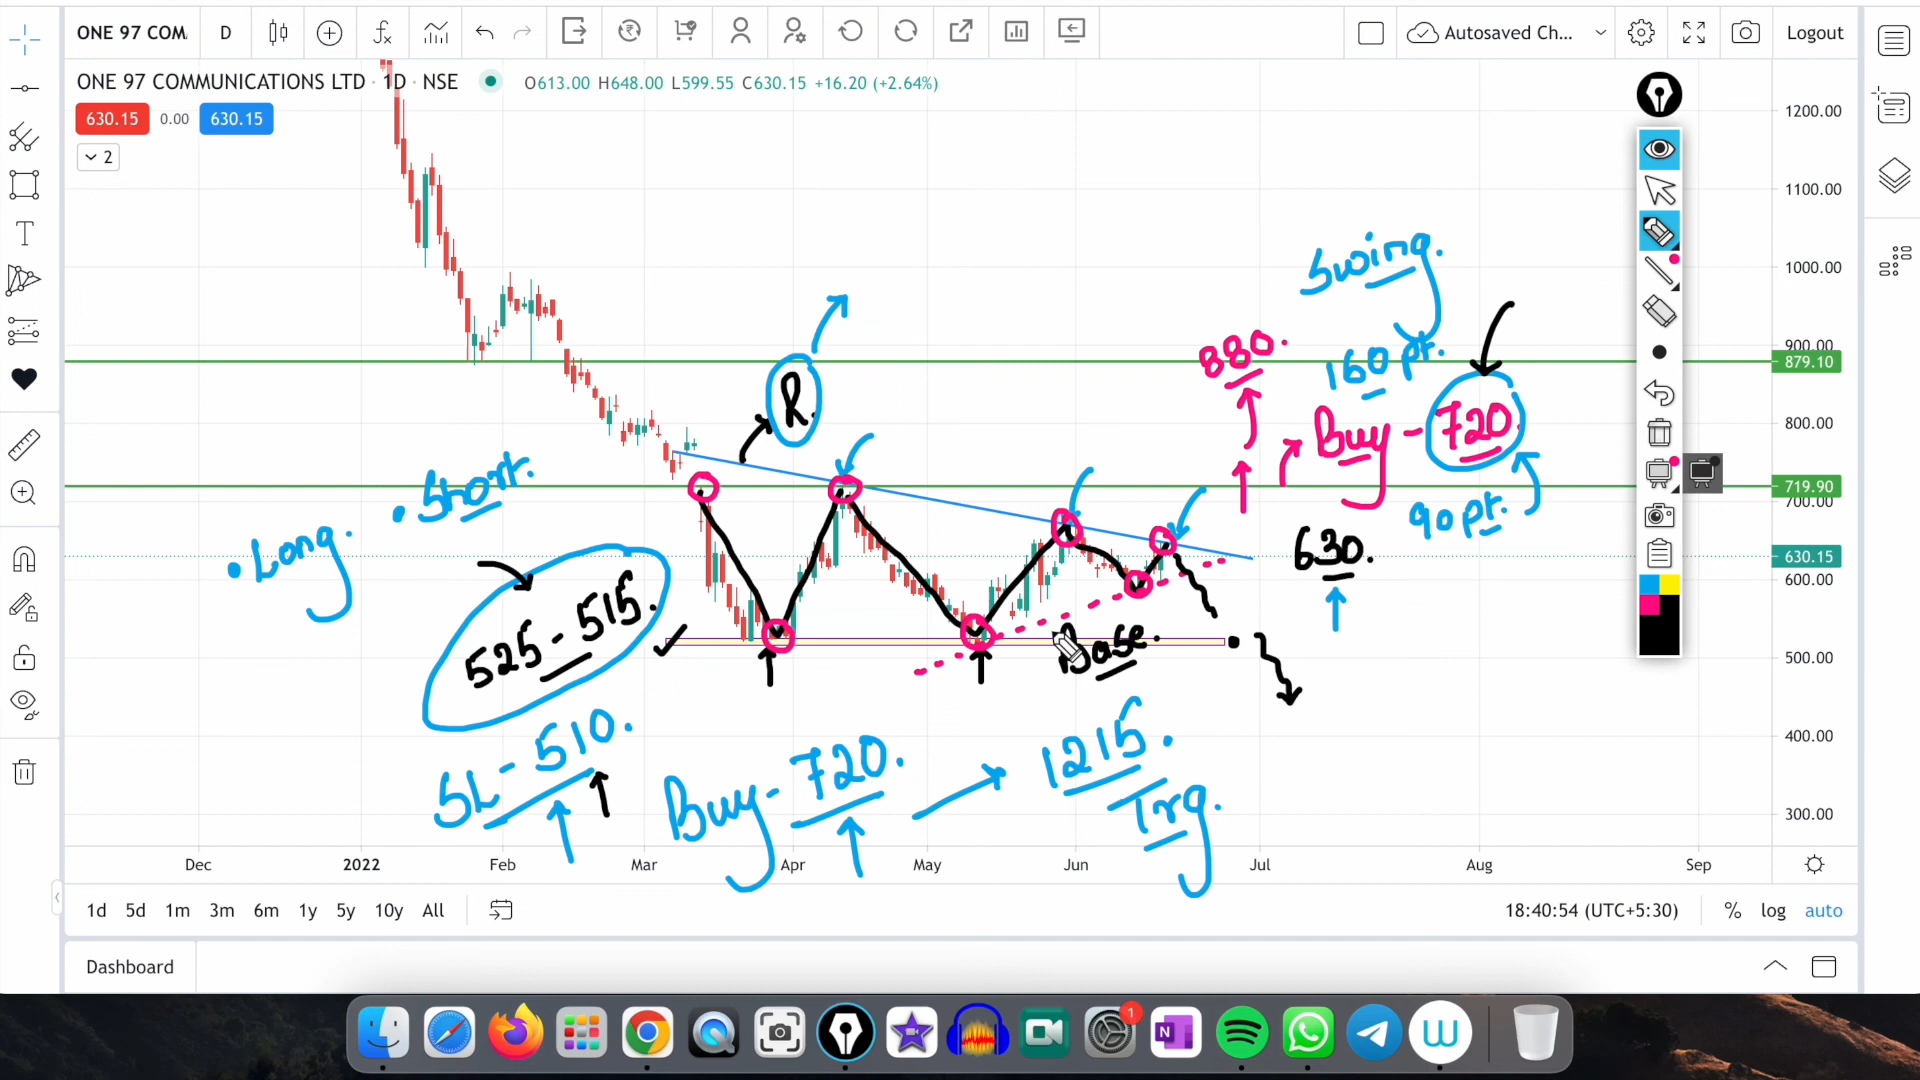 ONE 97 COM. D Autosaved Ch... Logout
ONE 97 COMMUNICATIONS LTD · 1D · NSE O613.00 H648.00 L599.55 C630.15 +16.20 (+2.64%)
630.15 0.00 630.15
2
1200.00
1100.00
1000.00
900.00
879.10
800.00
719.90
700.00
630.15
600.00
500.00
400.00
300.00
Swing.
880.
160 pt.
R.
Buy - 720.
• Short.
90 pt.
• Long.
630.
525 - 515.
Base.
SL - 510.
Buy - 720.
1215.
Trg.
Dec 2022 Feb Mar Apr May Jun Jul Aug Sep
1d 5d 1m 3m 6m 1y 5y 10y All 18:40:54 (UTC+5:30) % log auto
Dashboard
1
N
W